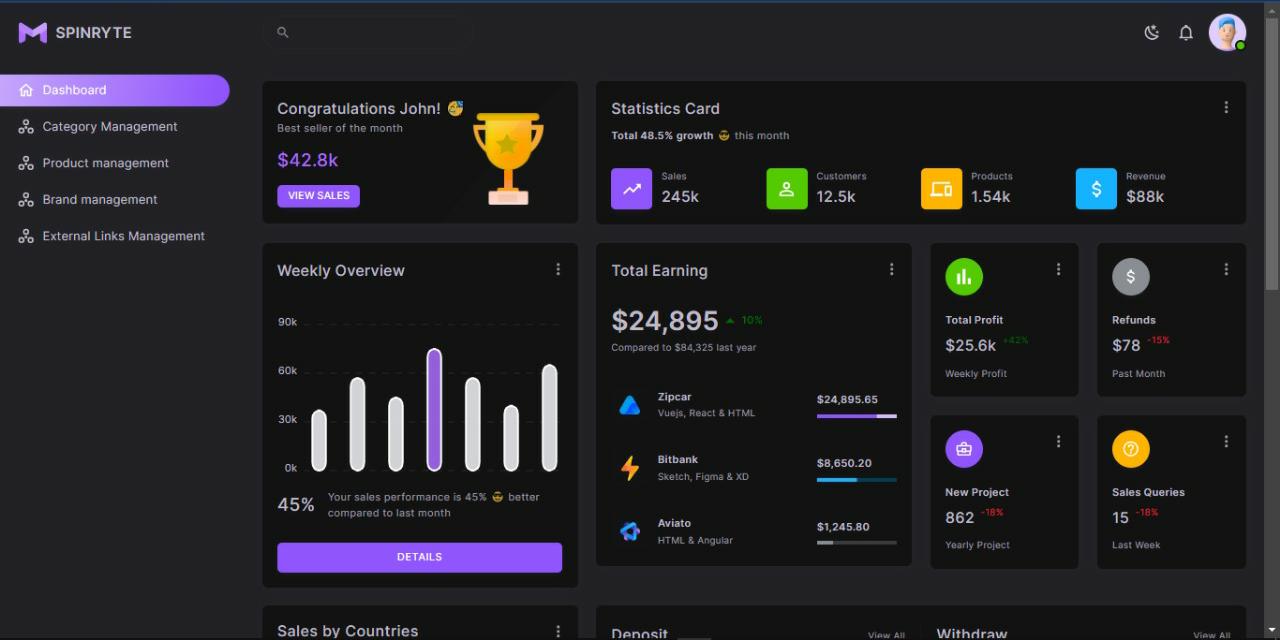 SPINRYTE
Dashboard
Category Management
Product management
Brand management
External Links Management
Congratulations John! 🥳
Best seller of the month
$42.8k
VIEW SALES
Statistics Card
Total 48.5% growth 😎 this month
Sales
245k
Customers
12.5k
Products
1.54k
Revenue
$88k
Weekly Overview
90k
60k
30k
0k
45%
Your sales performance is 45% 😎 better
compared to last month
DETAILS
Total Earning
$24,895
10%
Compared to $84,325 last year
Zipcar
Vuejs, React & HTML
$24,895.65
Bitbank
Sketch, Figma & XD
$8,650.20
Aviato
HTML & Angular
$1,245.80
Total Profit
$25.6k +42%
Weekly Profit
Refunds
$78 -15%
Past Month
New Project
862 -18%
Yearly Project
Sales Queries
15 -18%
Last Week
Sales by Countries
Deposit
View All
Withdraw
View All